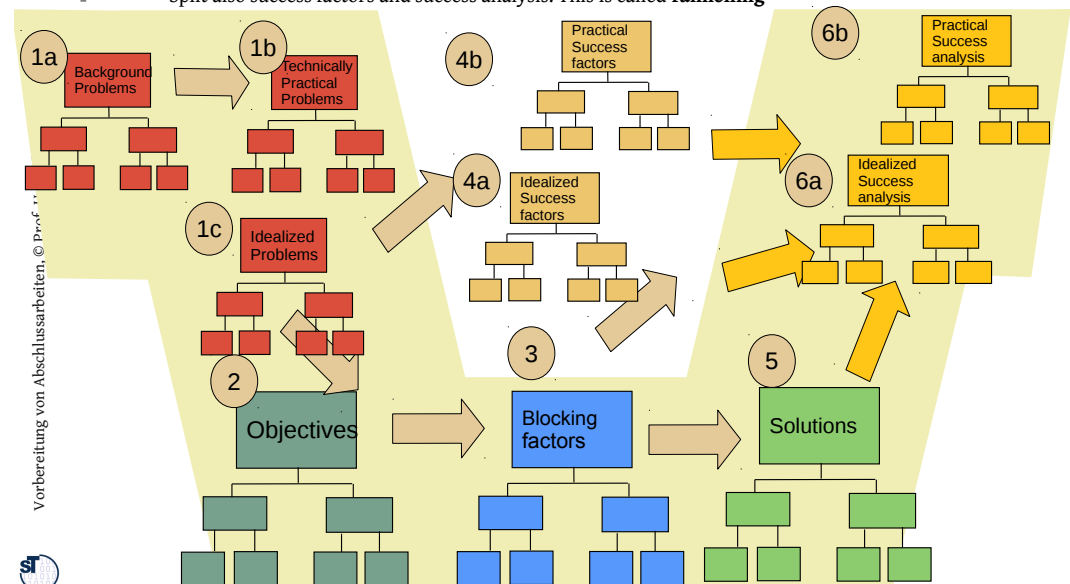 Split also success factors and success analysis. This is called funnelling
1a
Background
Problems
1b
Technically
Practical
Problems
4b
Practical
Success
factors
6b
Practical
Success
analysis
4a
Idealized
Success
factors
6a
Idealized
Success
analysis
1c
Idealized
Problems
2
Objectives
3
Blocking
factors
5
Solutions
Vorbereitung von Abschlussarbeiten, © Prof.
ST